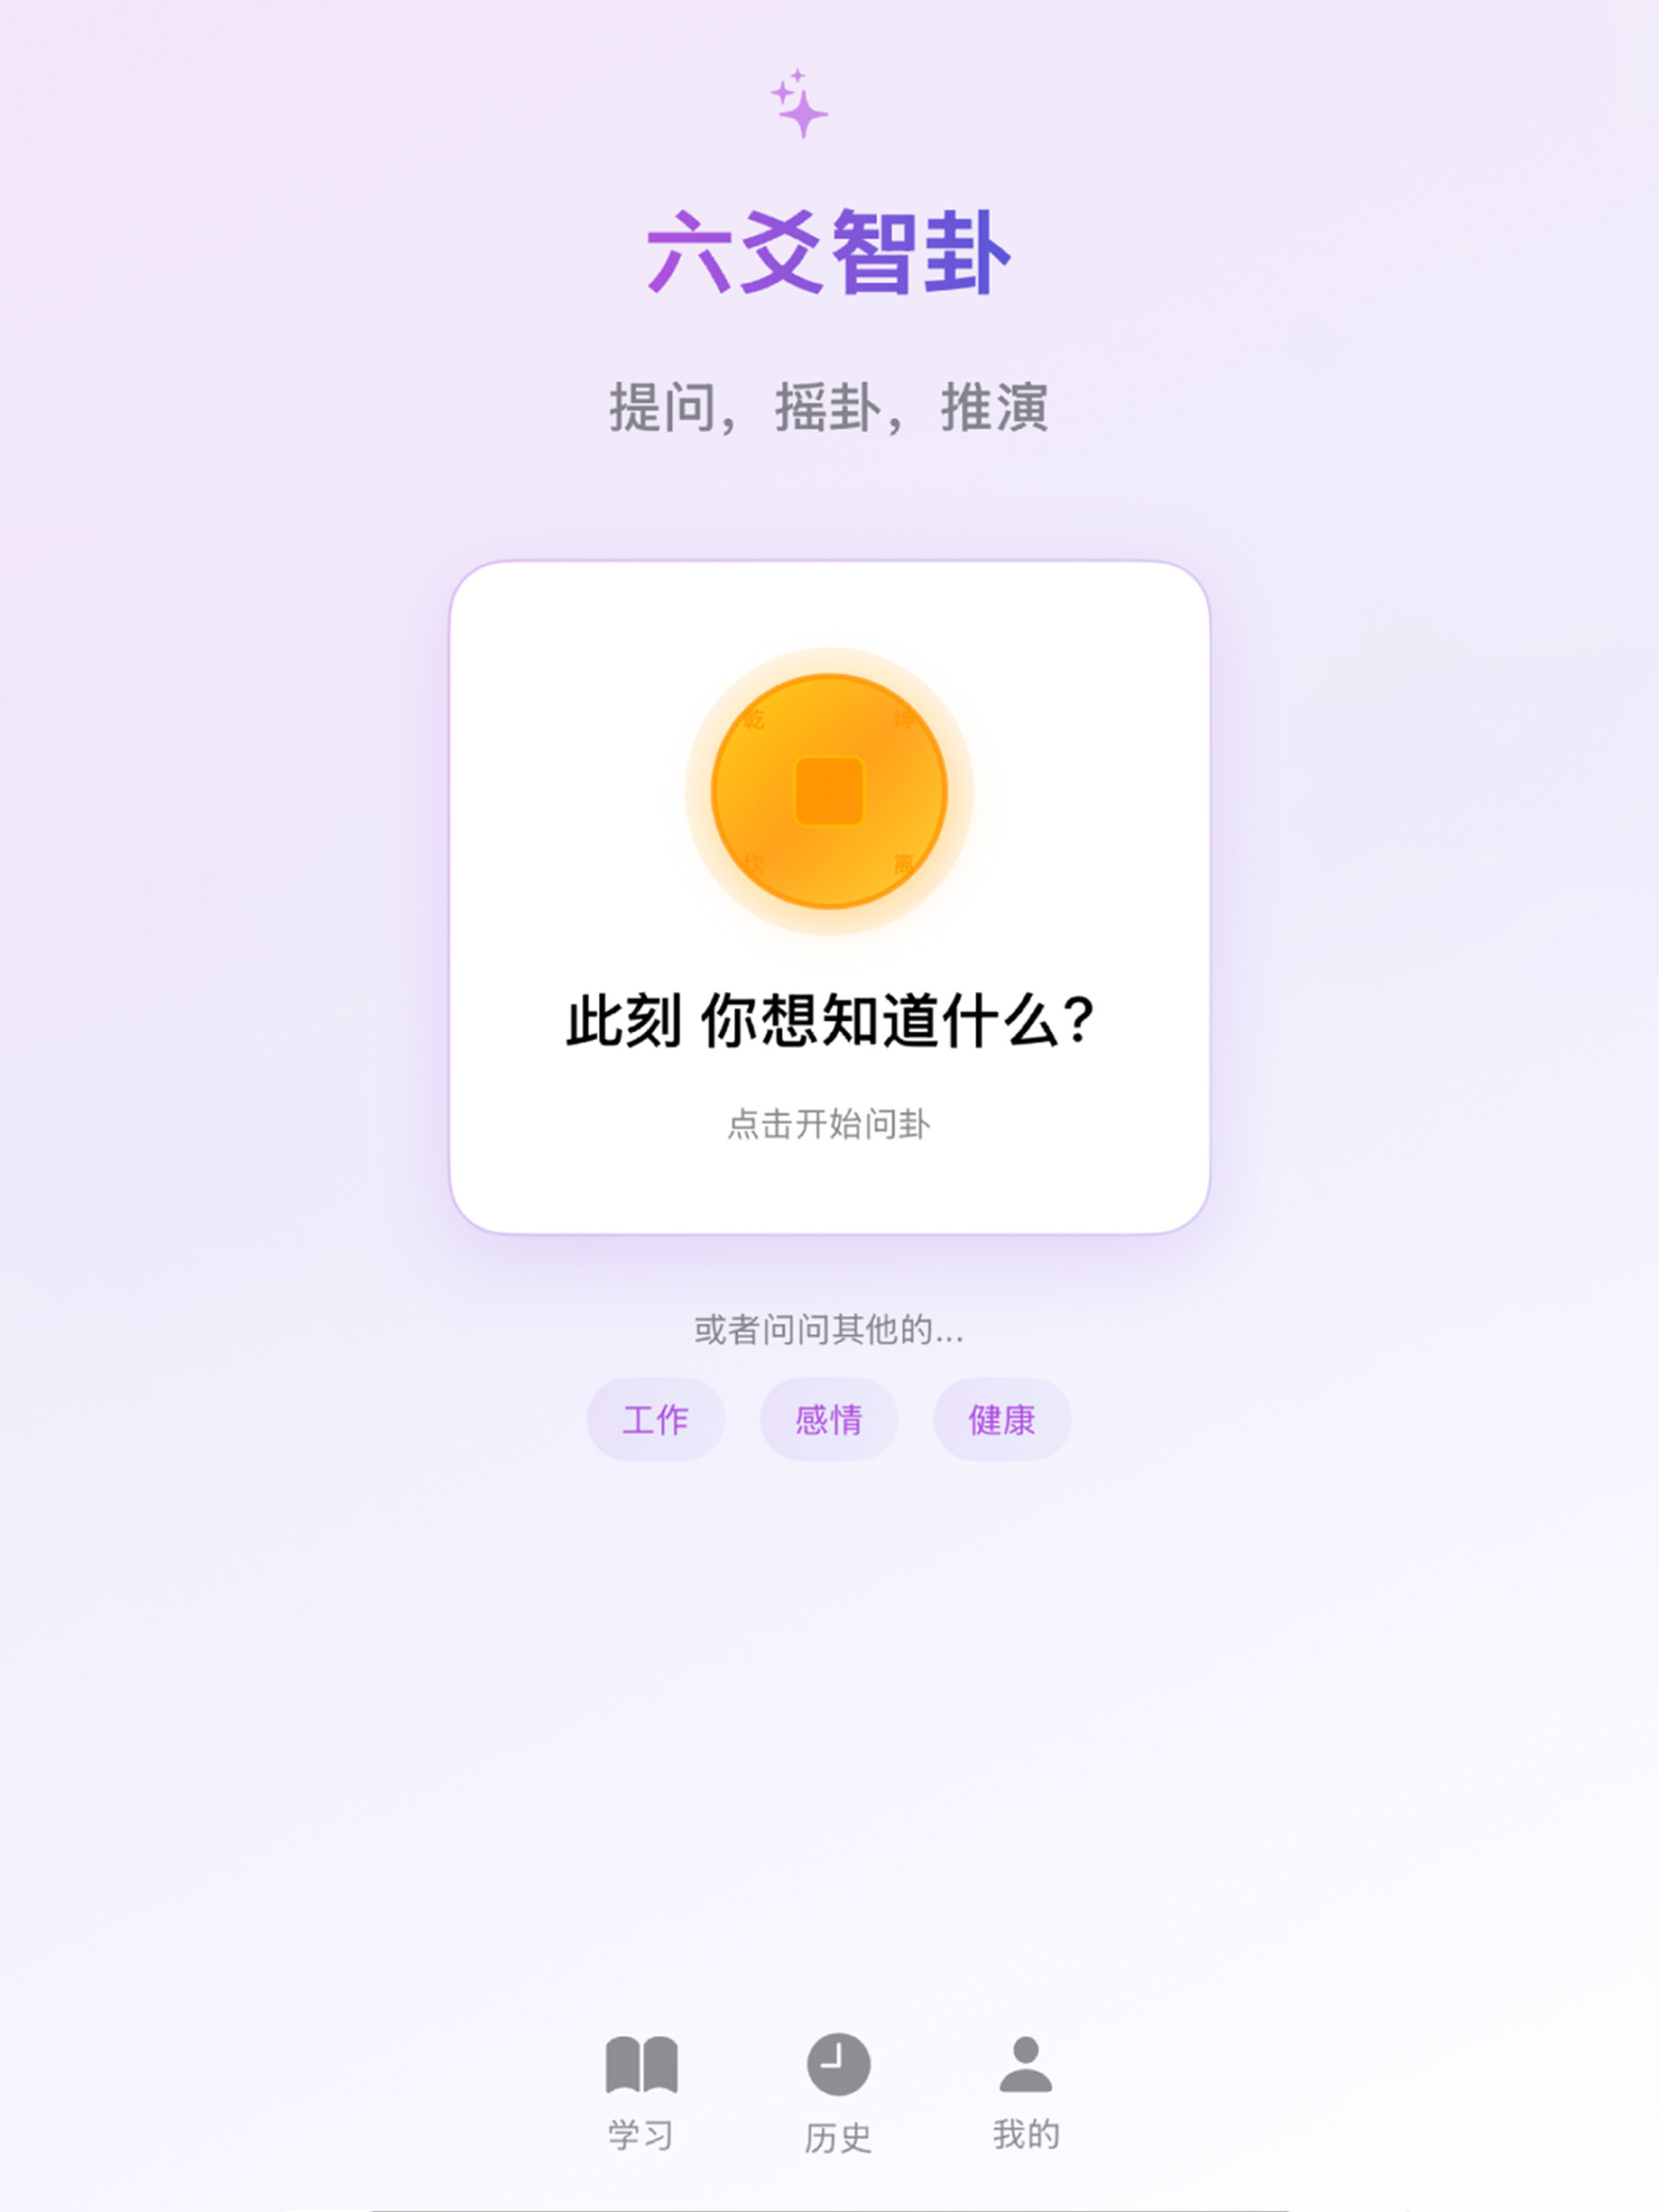 六爻智卦
提问，摇卦，推演
乾 坤
坎 离
此刻 你想知道什么？
点击开始问卦
或者问问其他的...
工作 感情 健康
学习 历史 我的